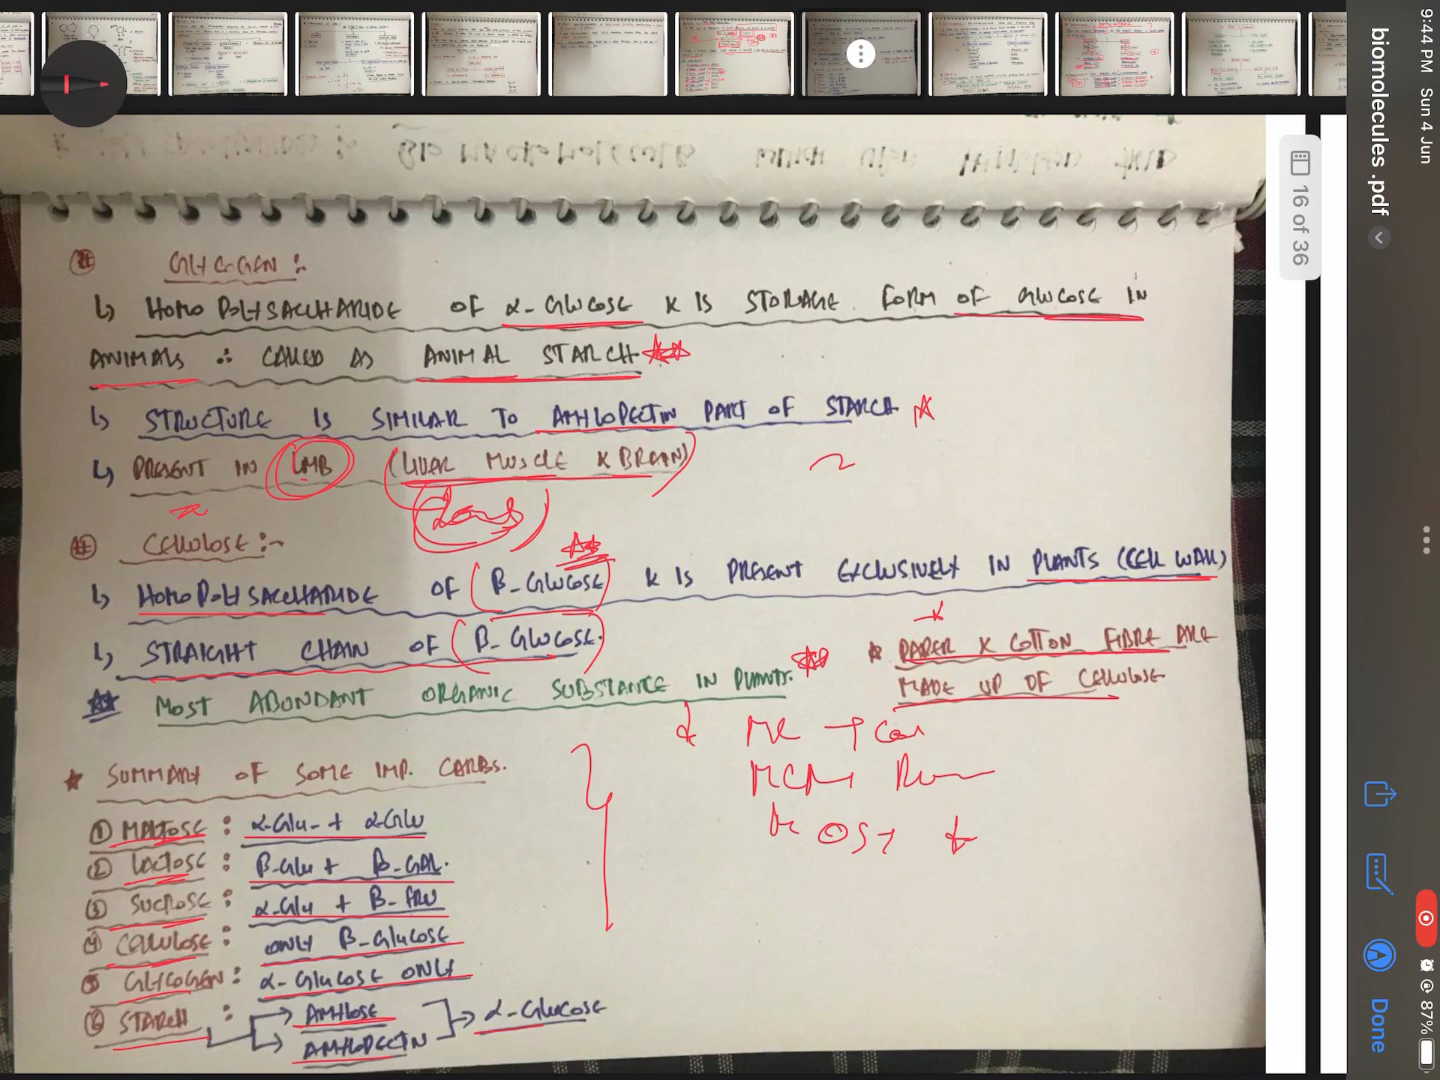 9:44 PM Sun 4 Jun
biomolecules .pdf
16 of 36
GLYCOGEN :
↳ HOMOPOLYSACCHARIDE OF α-GLUCOSE & IS STORAGE FORM OF GLUCOSE IN
ANIMALS ∴ CALLED AS ANIMAL STARCH
↳ STRUCTURE IS SIMILAR TO AMYLOPECTIN PART OF STARCH
↳ PRESENT IN LMB (LIVER MUSCLE & BRAIN)
CELLULOSE :-
↳ HOMOPOLYSACCHARIDE OF (β-GLUCOSE) & IS PRESENT EXCLUSIVELY IN PLANTS (CELL WALL)
↳ STRAIGHT CHAIN OF (β-GLUCOSE.)
MOST ABUNDANT ORGANIC SUBSTANCE IN PLANTS.
* PAPER & COTTON FIBRE ARE
MADE UP OF CELLULOSE
* SUMMARY OF SOME IMP. CARBS.
① MALTOSE : α-Glu + α-Glu
② LACTOSE : β-Glu + β-GAL.
③ SUCROSE : α-Glu + β-FRU
④ CELLULOSE : ONLY β-GLUCOSE
⑤ GLYCOGEN : α-GLUCOSE ONLY
⑥ STARCH : → AMYLOSE
→ AMYLOPECTIN → α-GLUCOSE
87%
Done